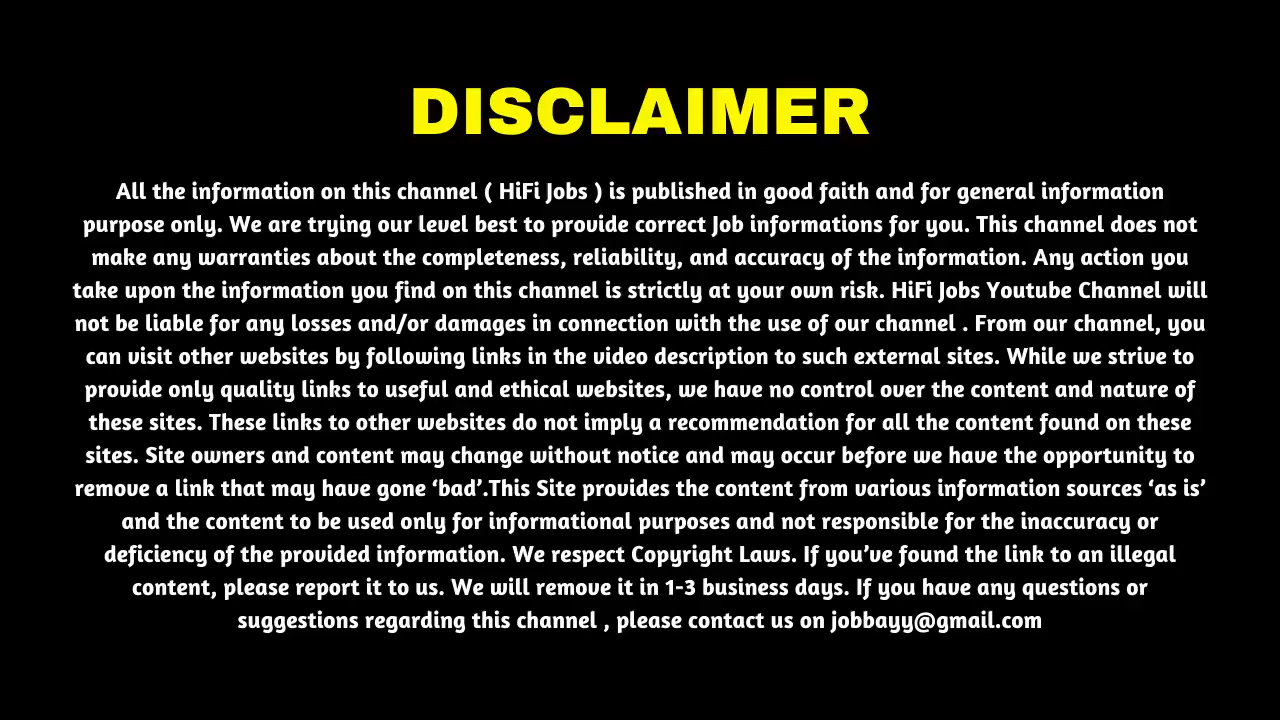 DISCLAIMER
All the information on this channel ( HiFi Jobs ) is published in good faith and for general information
purpose only. We are trying our level best to provide correct Job informations for you. This channel does not
make any warranties about the completeness, reliability, and accuracy of the information. Any action you
take upon the information you find on this channel is strictly at your own risk. HiFi Jobs Youtube Channel will
not be liable for any losses and/or damages in connection with the use of our channel . From our channel, you
can visit other websites by following links in the video description to such external sites. While we strive to
provide only quality links to useful and ethical websites, we have no control over the content and nature of
these sites. These links to other websites do not imply a recommendation for all the content found on these
sites. Site owners and content may change without notice and may occur before we have the opportunity to
remove a link that may have gone ‘bad’.This Site provides the content from various information sources ‘as is’
and the content to be used only for informational purposes and not responsible for the inaccuracy or
deficiency of the provided information. We respect Copyright Laws. If you’ve found the link to an illegal
content, please report it to us. We will remove it in 1-3 business days. If you have any questions or
suggestions regarding this channel , please contact us on jobbayy@gmail.com